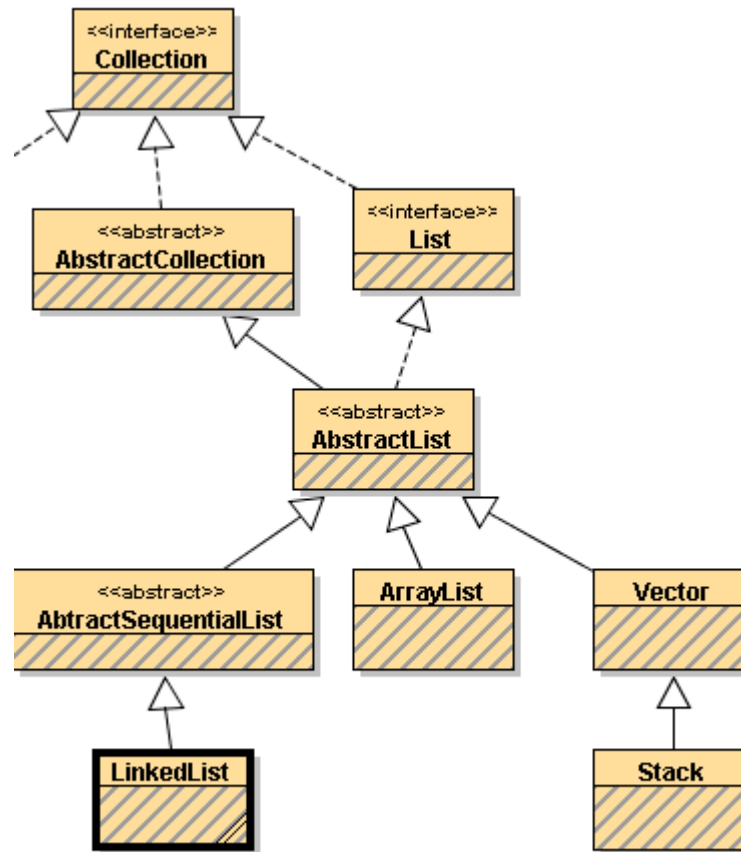 <<interface>>
Collection
<<abstract>>
AbstractCollection
<<interface>>
List
<<abstract>>
AbstractList
<<abstract>>
AbtractSequentialList
ArrayList
Vector
LinkedList
Stack